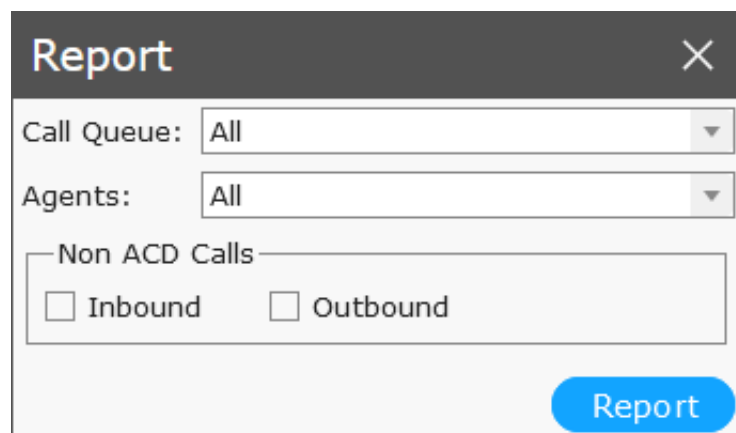 Report
Call Queue: All
Agents: All
Non ACD Calls
Inbound Outbound
Report